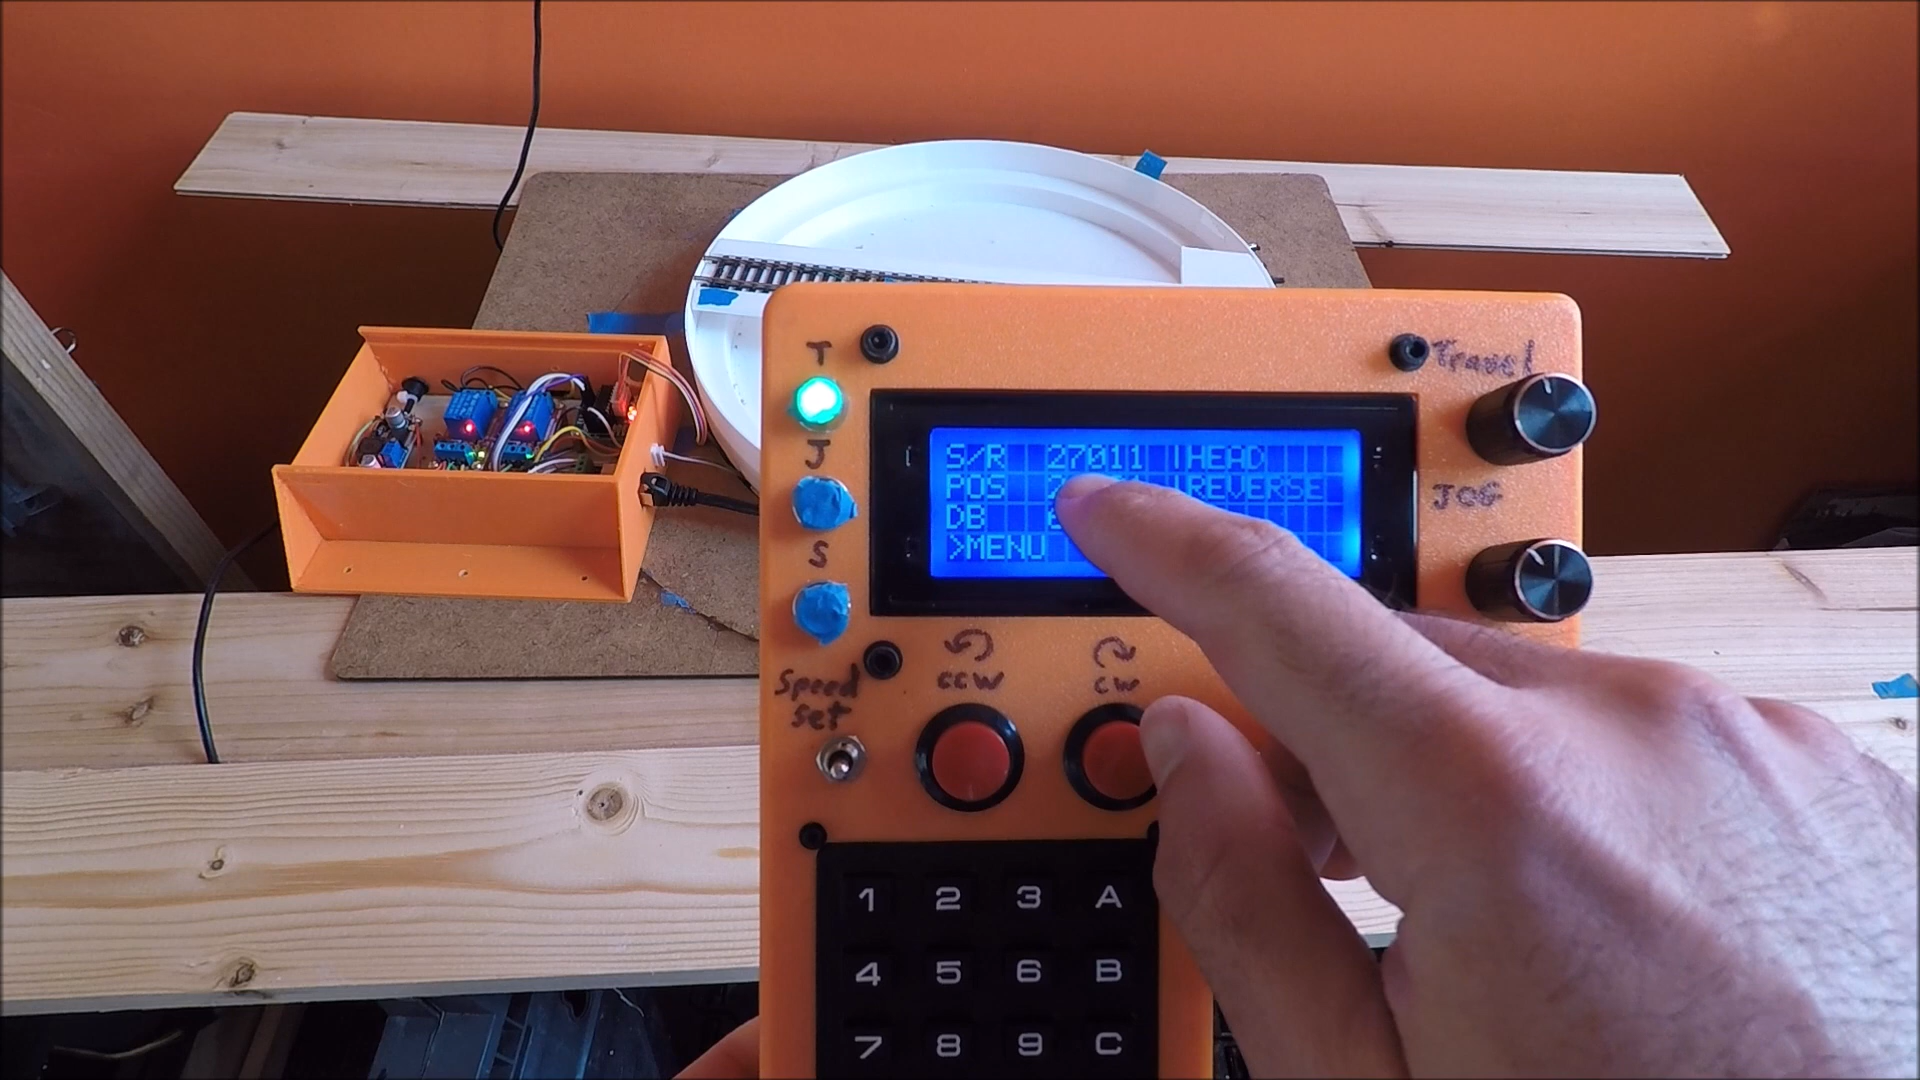 T
Travel
J
S/R 27011 |HEAD
POS |REVERSE
DB
>MENU
JOG
S
Speed
set
CCW
CW
1 2 3 A
4 5 6 B
7 8 9 C